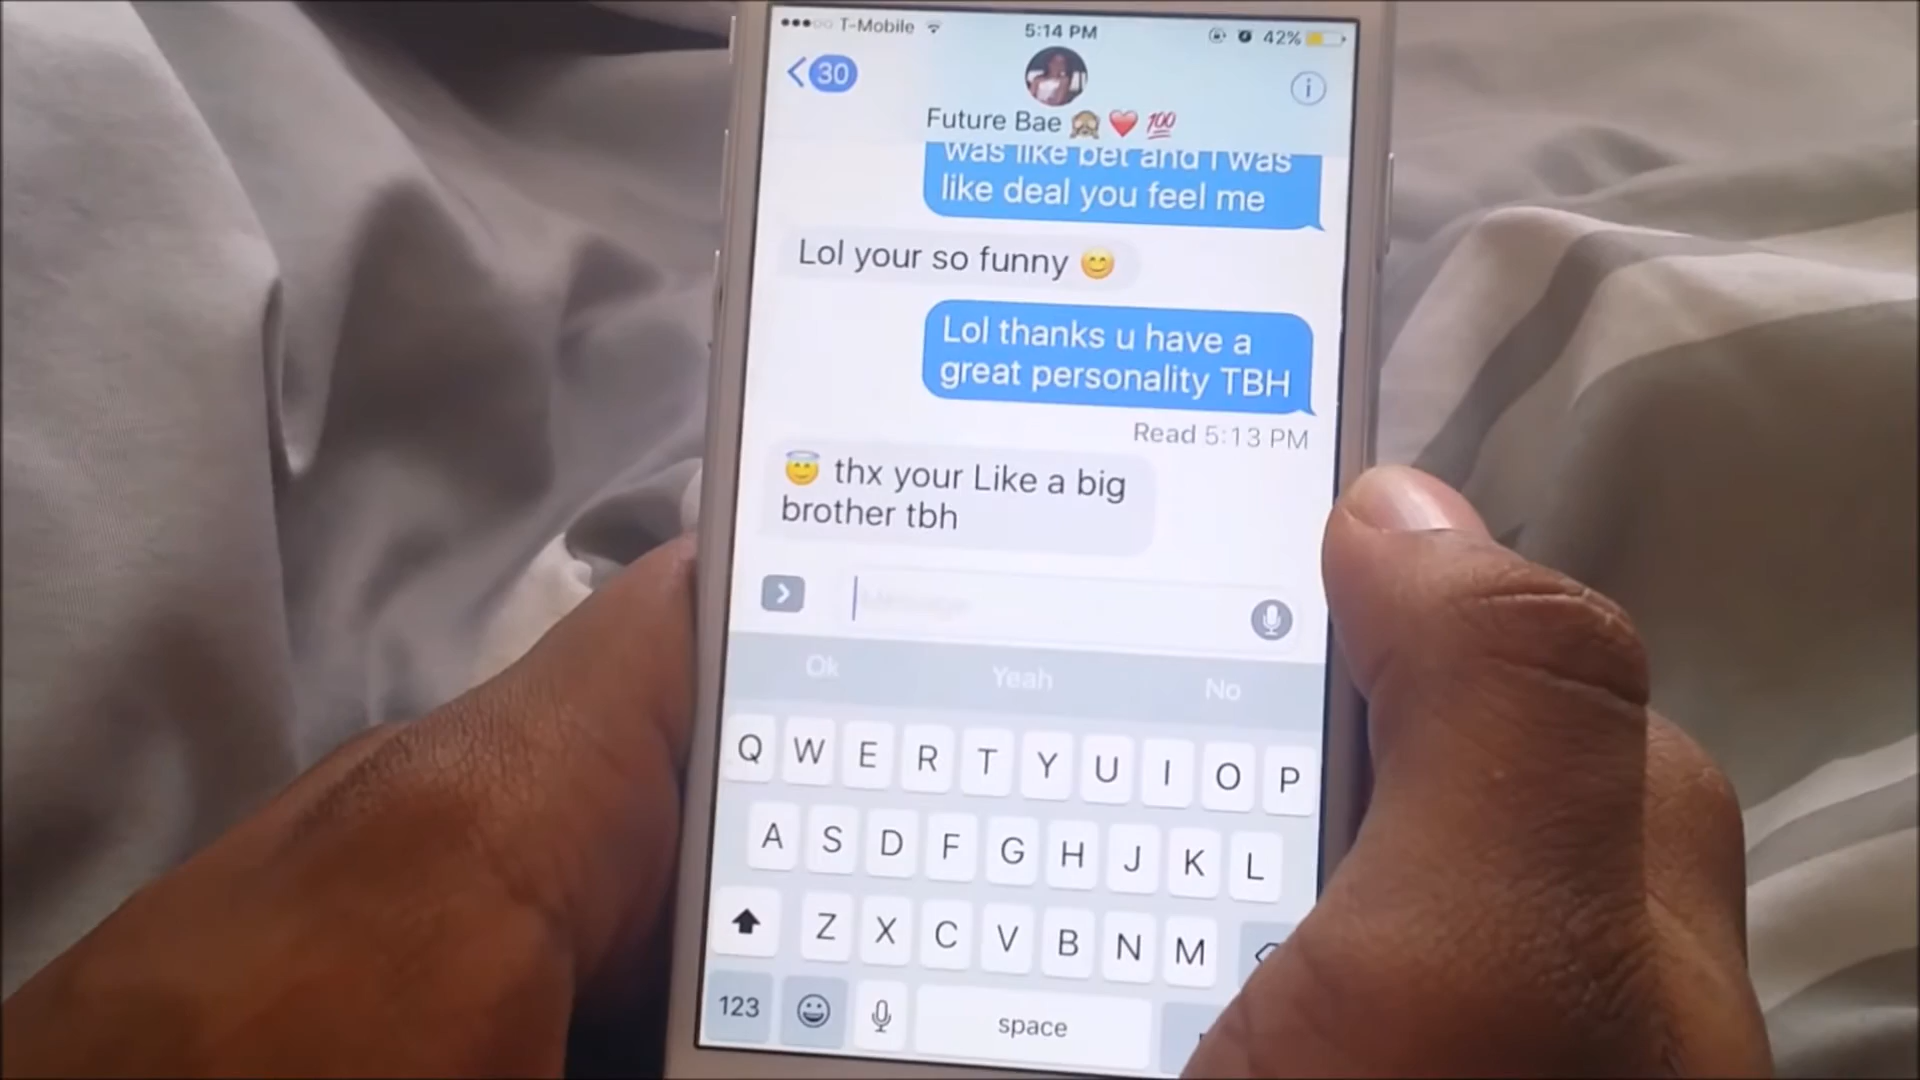 T-Mobile 5:14 PM 42%
30
Future Bae 🙈❤️💯
was like bet and I was
like deal you feel me
Lol your so funny 😊
Lol thanks u have a
great personality TBH
Read 5:13 PM
😇 thx your Like a big
brother tbh
Ok Yeah No
Q W E R T Y U I O P
A S D F G H J K L
Z X C V B N M
123 space